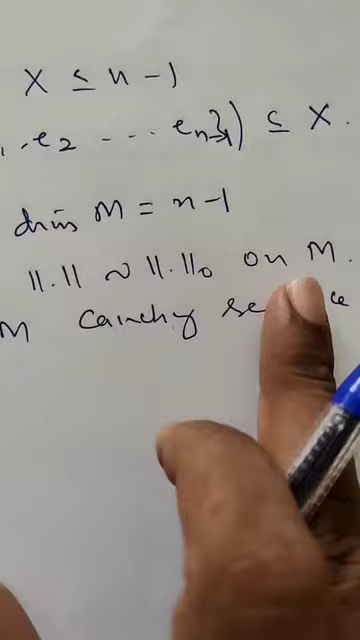 X ≤ n - 1
, e₂ ... eₙ₋₁}) ⊆ X.
dim M = n - 1
||.|| ~ ||.||₀ on M.
M Cauchy